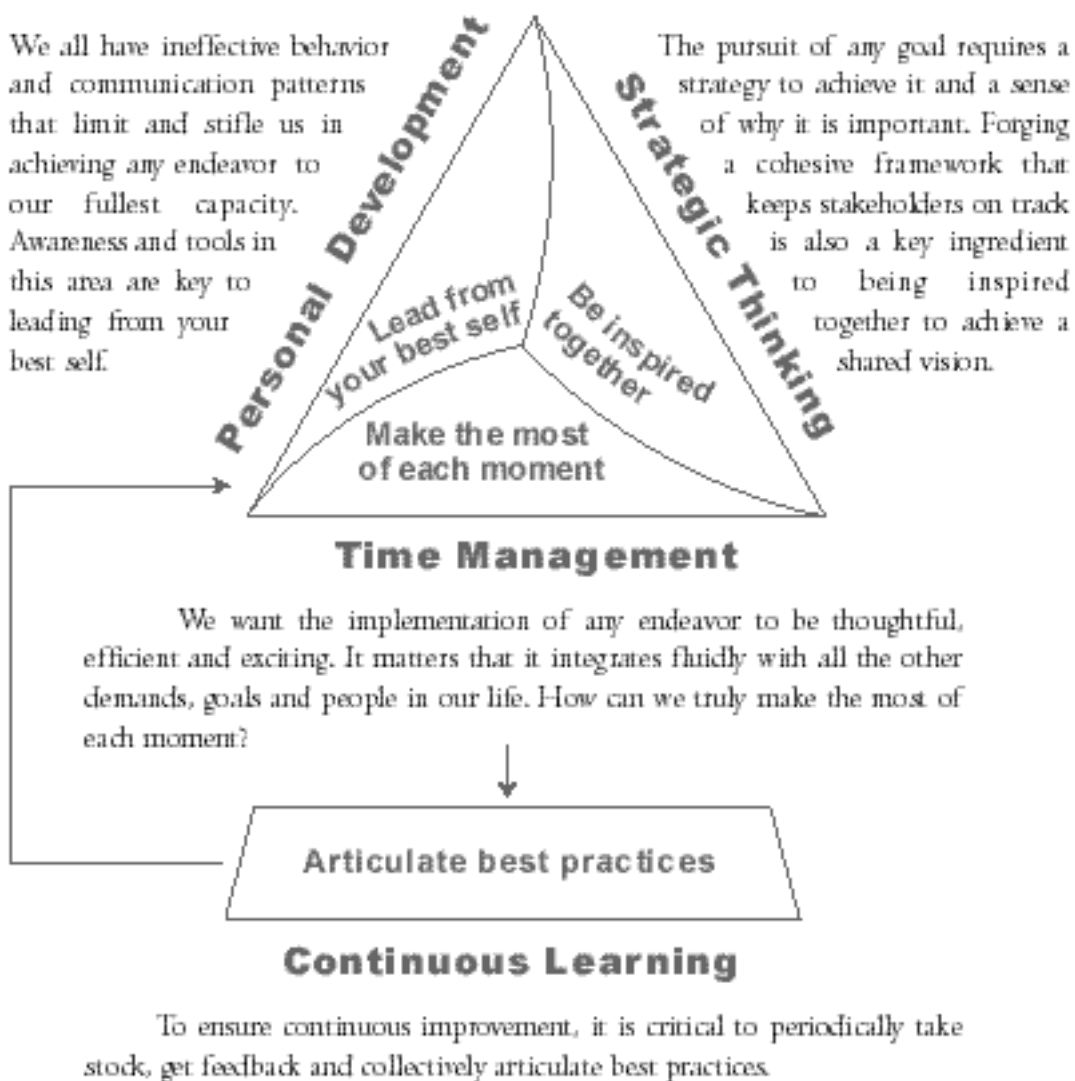 We all have ineffective behavior
and communication patterns
that limit and stifle us in
achieving any endeavor to
our fullest capacity.
Awareness and tools in
this area are key to
leading from your
best self.
Personal Development
Strategic Thinking
The pursuit of any goal requires a
strategy to achieve it and a sense
of why it is important. Forging
a cohesive framework that
keeps stakeholders on track
is also a key ingredient
to being inspired
together to achieve a
shared vision.
Lead from
your best self
Be inspired
together
Make the most
of each moment
Time Management
We want the implementation of any endeavor to be thoughtful,
efficient and exciting. It matters that it integrates fluidly with all the other
demands, goals and people in our life. How can we truly make the most of
each moment?
Articulate best practices
Continuous Learning
To ensure continuous improvement, it is critical to periodically take
stock, get feedback and collectively articulate best practices.